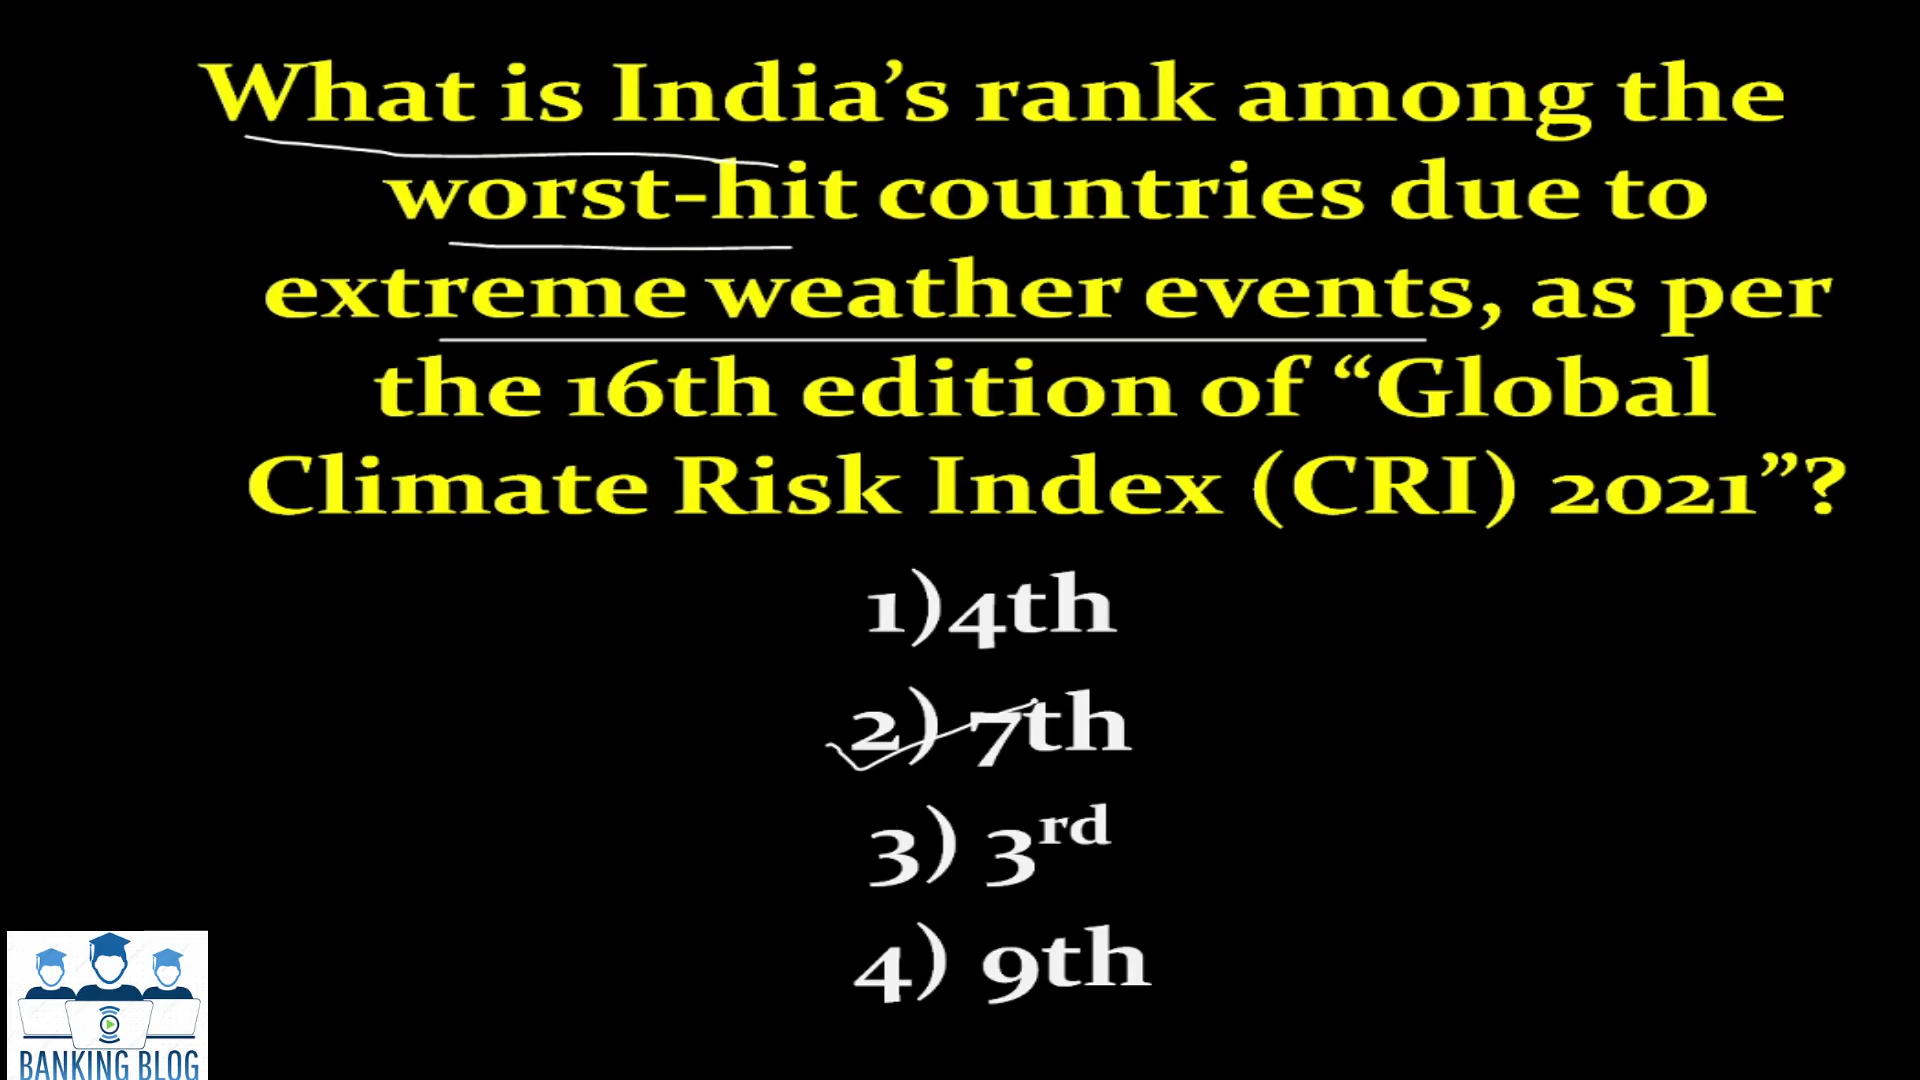 What is India’s rank among the
worst-hit countries due to
extreme weather events, as per
the 16th edition of “Global
Climate Risk Index (CRI) 2021”?
1)4th
2) 7th
3) 3rd
4) 9th
BANKING BLOG